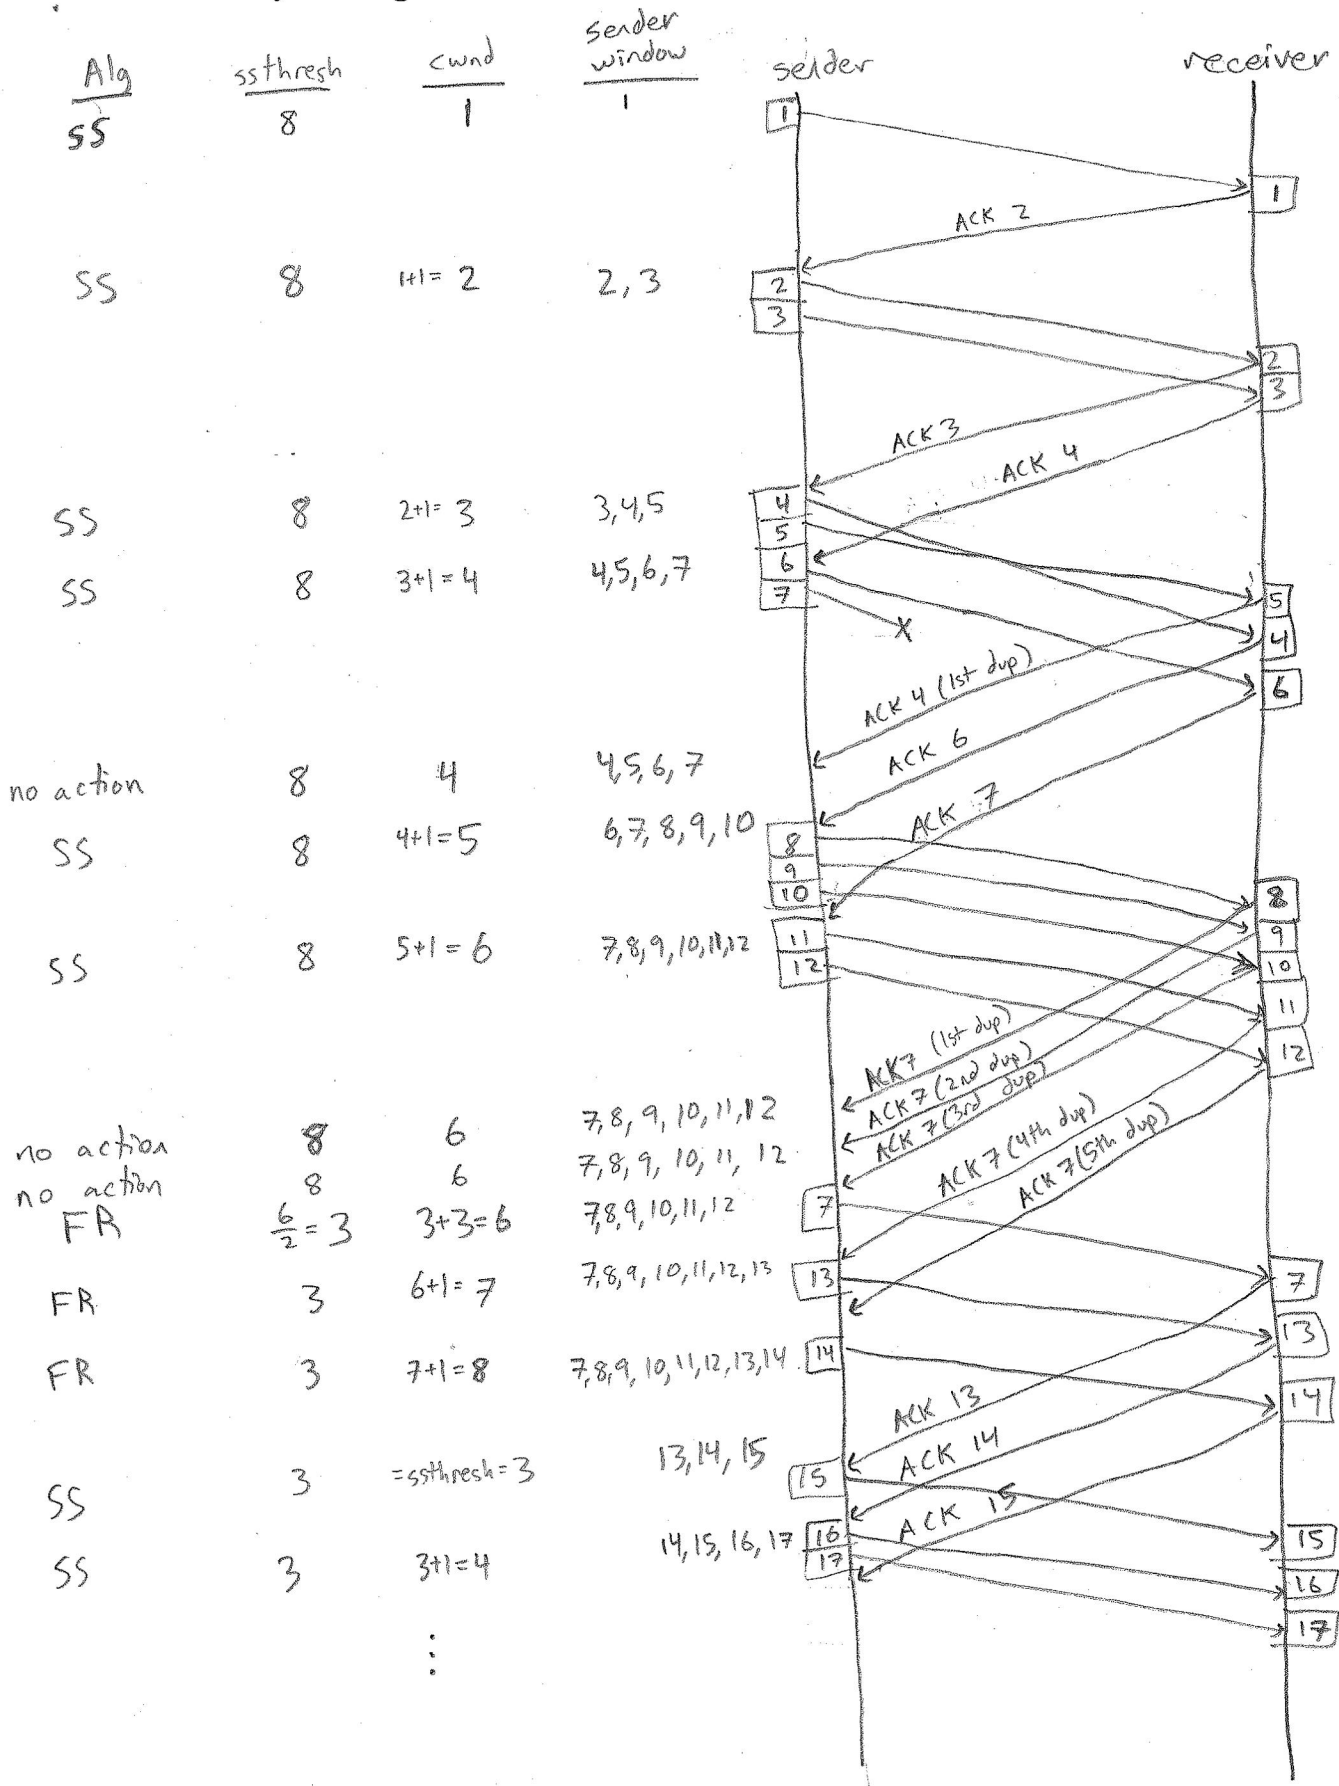 Alg ssthresh cwnd sender window sender receiver
SS 8 1 1 1
1
ACK 2
SS 8 1+1= 2 2, 3 2
3
2
3
ACK 3
ACK 4
SS 8 2+1= 3 3,4,5 4
5
SS 8 3+1=4 4,5,6,7 6
7 X
5
4
6
ACK 4 (1st dup)
ACK 6
ACK 7
no action 8 4 4,5,6,7
SS 8 4+1=5 6,7,8,9,10 8
9
10
8
9
10
SS 8 5+1=6 7,8,9,10,11,12 11
12
11
12
ACK7 (1st dup)
ACK 7 (2nd dup)
ACK 7 (3rd dup)
ACK 7 (4th dup)
ACK 7 (5th dup)
no action 8 6 7,8,9,10,11,12
no action 8 6 7,8,9,10,11,12
FR 6/2=3 3+3=6 7,8,9,10,11,12 7
FR 3 6+1=7 7,8,9,10,11,12,13 13 7
13
FR 3 7+1=8 7,8,9,10,11,12,13,14 14 14
ACK 13
ACK 14
ACK 15
SS 3 =ssthresh=3 13,14,15 15
SS 3 3+1=4 14,15,16,17 16
17
15
16
17